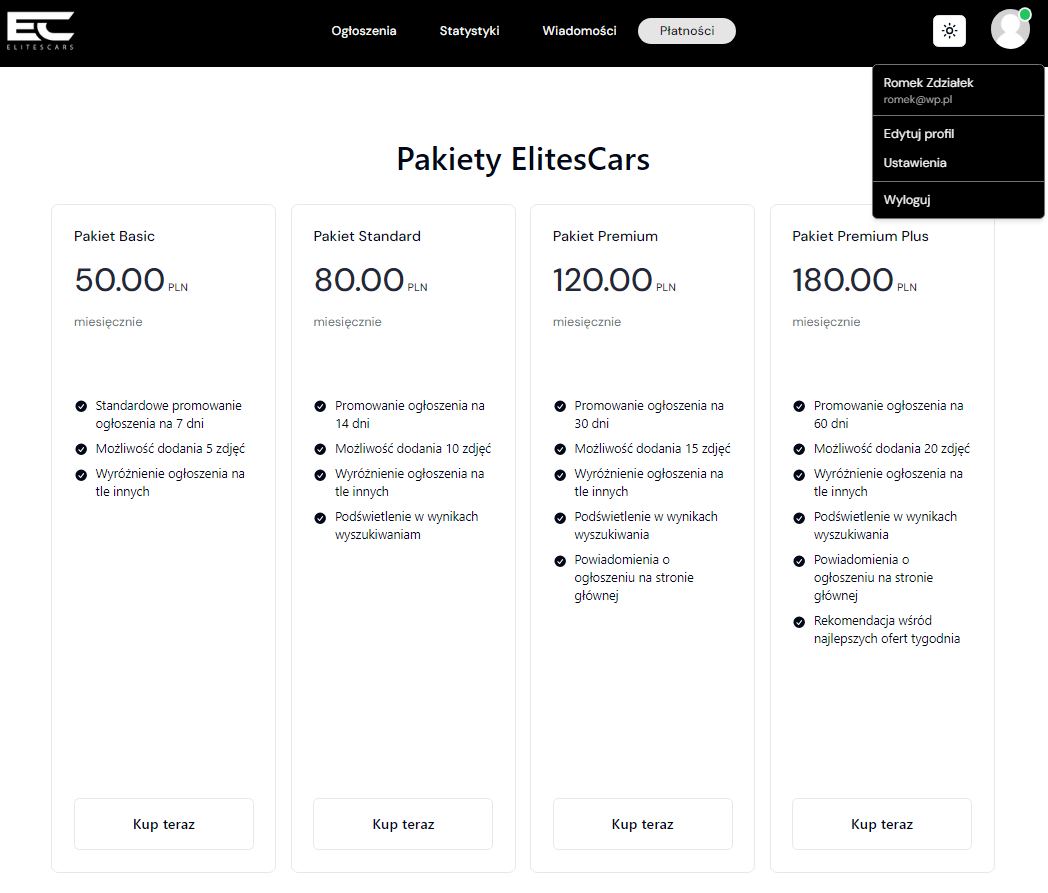 EC
ELITESCARS
Ogłoszenia
Statystyki
Wiadomości
Płatności
Romek Zdziałek
romek@wp.pl
Edytuj profil
Ustawienia
Wyloguj
Pakiety ElitesCars
Pakiet Basic
50.00 PLN
miesięcznie
Standardowe promowanie
ogłoszenia na 7 dni
Możliwość dodania 5 zdjęć
Wyróżnienie ogłoszenia na
tle innych
Kup teraz
Pakiet Standard
80.00 PLN
miesięcznie
Promowanie ogłoszenia na
14 dni
Możliwość dodania 10 zdjęć
Wyróżnienie ogłoszenia na
tle innych
Podświetlenie w wynikach
wyszukiwaniam
Kup teraz
Pakiet Premium
120.00 PLN
miesięcznie
Promowanie ogłoszenia na
30 dni
Możliwość dodania 15 zdjęć
Wyróżnienie ogłoszenia na
tle innych
Podświetlenie w wynikach
wyszukiwania
Powiadomienia o
ogłoszeniu na stronie
głównej
Kup teraz
Pakiet Premium Plus
180.00 PLN
miesięcznie
Promowanie ogłoszenia na
60 dni
Możliwość dodania 20 zdjęć
Wyróżnienie ogłoszenia na
tle innych
Podświetlenie w wynikach
wyszukiwania
Powiadomienia o
ogłoszeniu na stronie
głównej
Rekomendacja wśród
najlepszych ofert tygodnia
Kup teraz